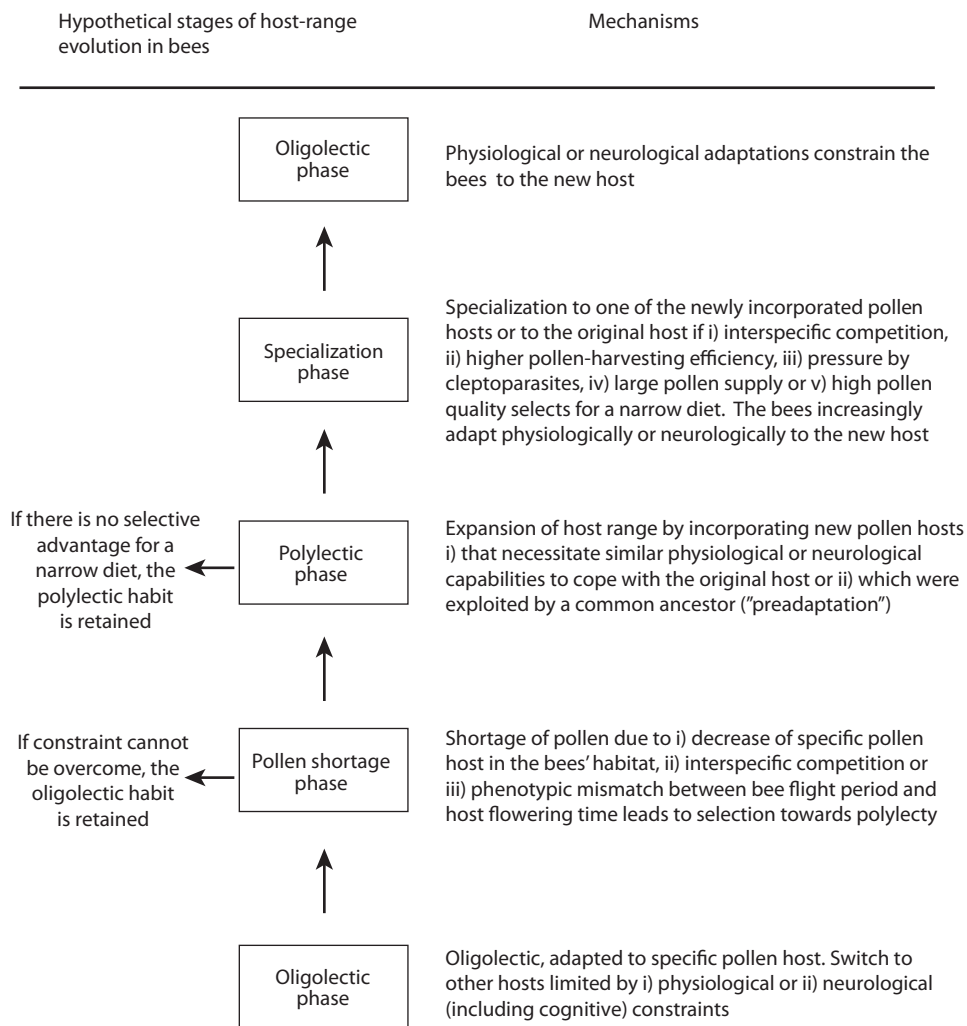 Hypothetical stages of host-range
evolution in bees
Mechanisms
Oligolectic
phase
Physiological or neurological adaptations constrain the
bees to the new host
Specialization
phase
Specialization to one of the newly incorporated pollen
hosts or to the original host if i) interspecific competition,
ii) higher pollen-harvesting efficiency, iii) pressure by
cleptoparasites, iv) large pollen supply or v) high pollen
quality selects for a narrow diet. The bees increasingly
adapt physiologically or neurologically to the new host
If there is no selective
advantage for a
narrow diet, the
polylectic habit
is retained
Polylectic
phase
Expansion of host range by incorporating new pollen hosts
i) that necessitate similar physiological or neurological
capabilities to cope with the original host or ii) which were
exploited by a common ancestor (”preadaptation”)
If constraint cannot
be overcome, the
oligolectic habit
is retained
Pollen shortage
phase
Shortage of pollen due to i) decrease of specific pollen
host in the bees’ habitat, ii) interspecific competition or
iii) phenotypic mismatch between bee flight period and
host flowering time leads to selection towards polylecty
Oligolectic
phase
Oligolectic, adapted to specific pollen host. Switch to
other hosts limited by i) physiological or ii) neurological
(including cognitive) constraints